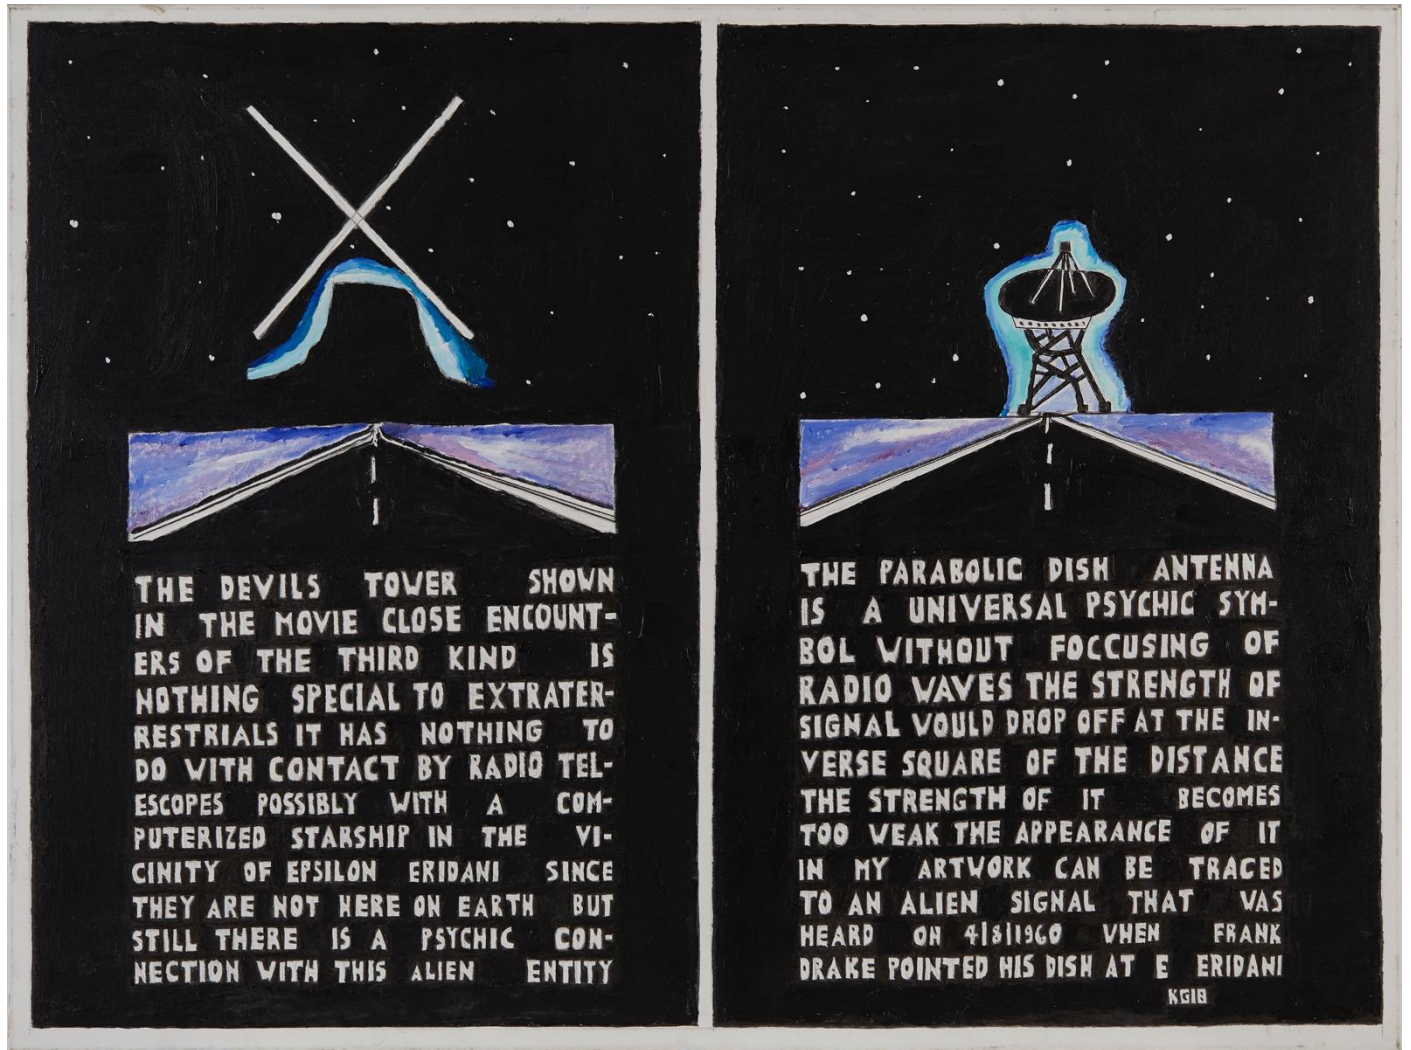 THE DEVILS TOWER SHOWN
IN THE MOVIE CLOSE ENCOUNT-
ERS OF THE THIRD KIND IS
NOTHING SPECIAL TO EXTRATER-
RESTRIALS IT HAS NOTHING TO
DO WITH CONTACT BY RADIO TEL-
ESCOPES POSSIBLY WITH A COM-
PUTERIZED STARSHIP IN THE VI-
CINITY OF EPSILON ERIDANI SINCE
THEY ARE NOT HERE ON EARTH BUT
STILL THERE IS A PSYCHIC CON-
NECTION WITH THIS ALIEN ENTITY
THE PARABOLIC DISH ANTENNA
IS A UNIVERSAL PSYCHIC SYM-
BOL WITHOUT FOCCUSING OF
RADIO WAVES THE STRENGTH OF
SIGNAL WOULD DROP OFF AT THE IN-
VERSE SQUARE OF THE DISTANCE
THE STRENGTH OF IT BECOMES
TOO WEAK THE APPEARANCE OF IT
IN MY ARTWORK CAN BE TRACED
TO AN ALIEN SIGNAL THAT WAS
HEARD ON 4/8/1960 WHEN FRANK
DRAKE POINTED HIS DISH AT E ERIDANI
KG18